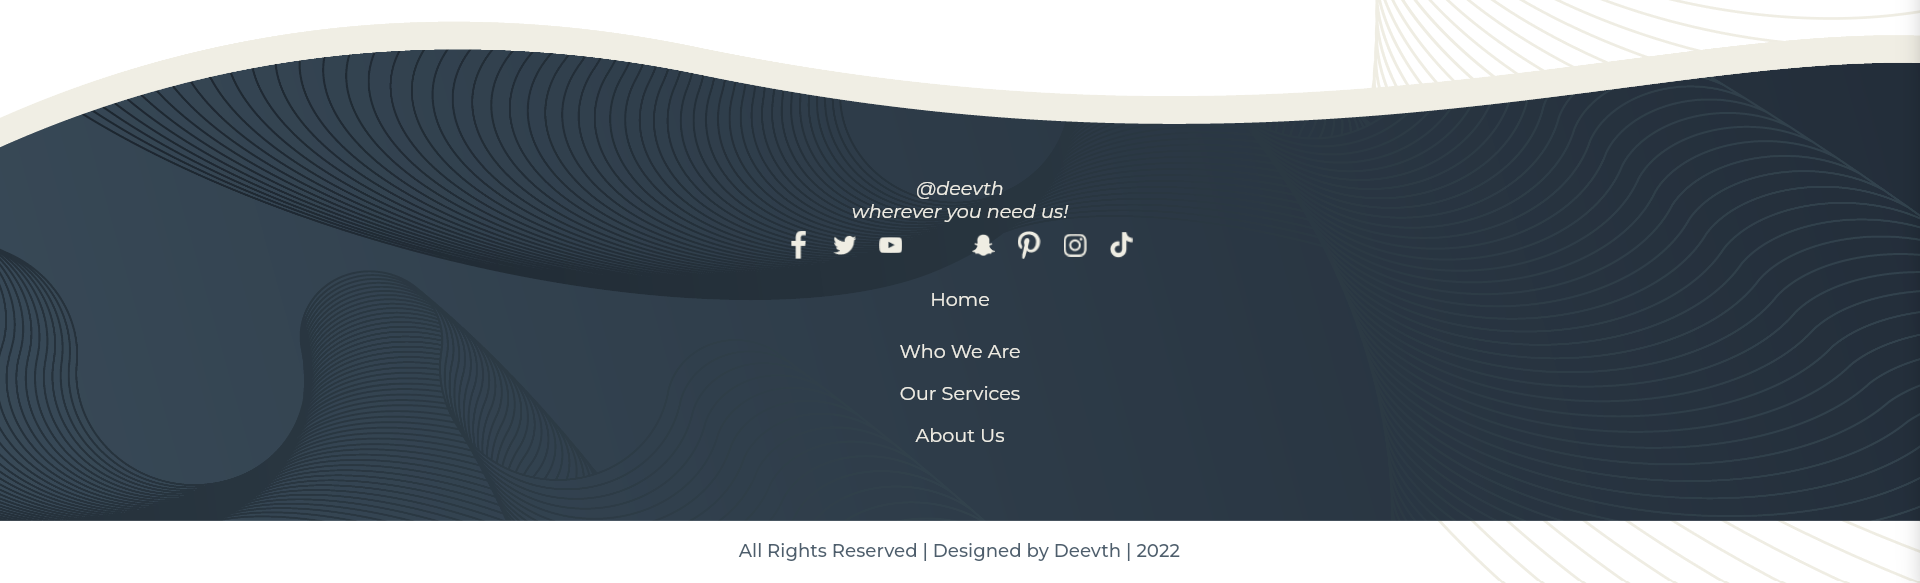 @deevth
wherever you need us!
Home
Who We Are
Our Services
About Us
All Rights Reserved | Designed by Deevth | 2022